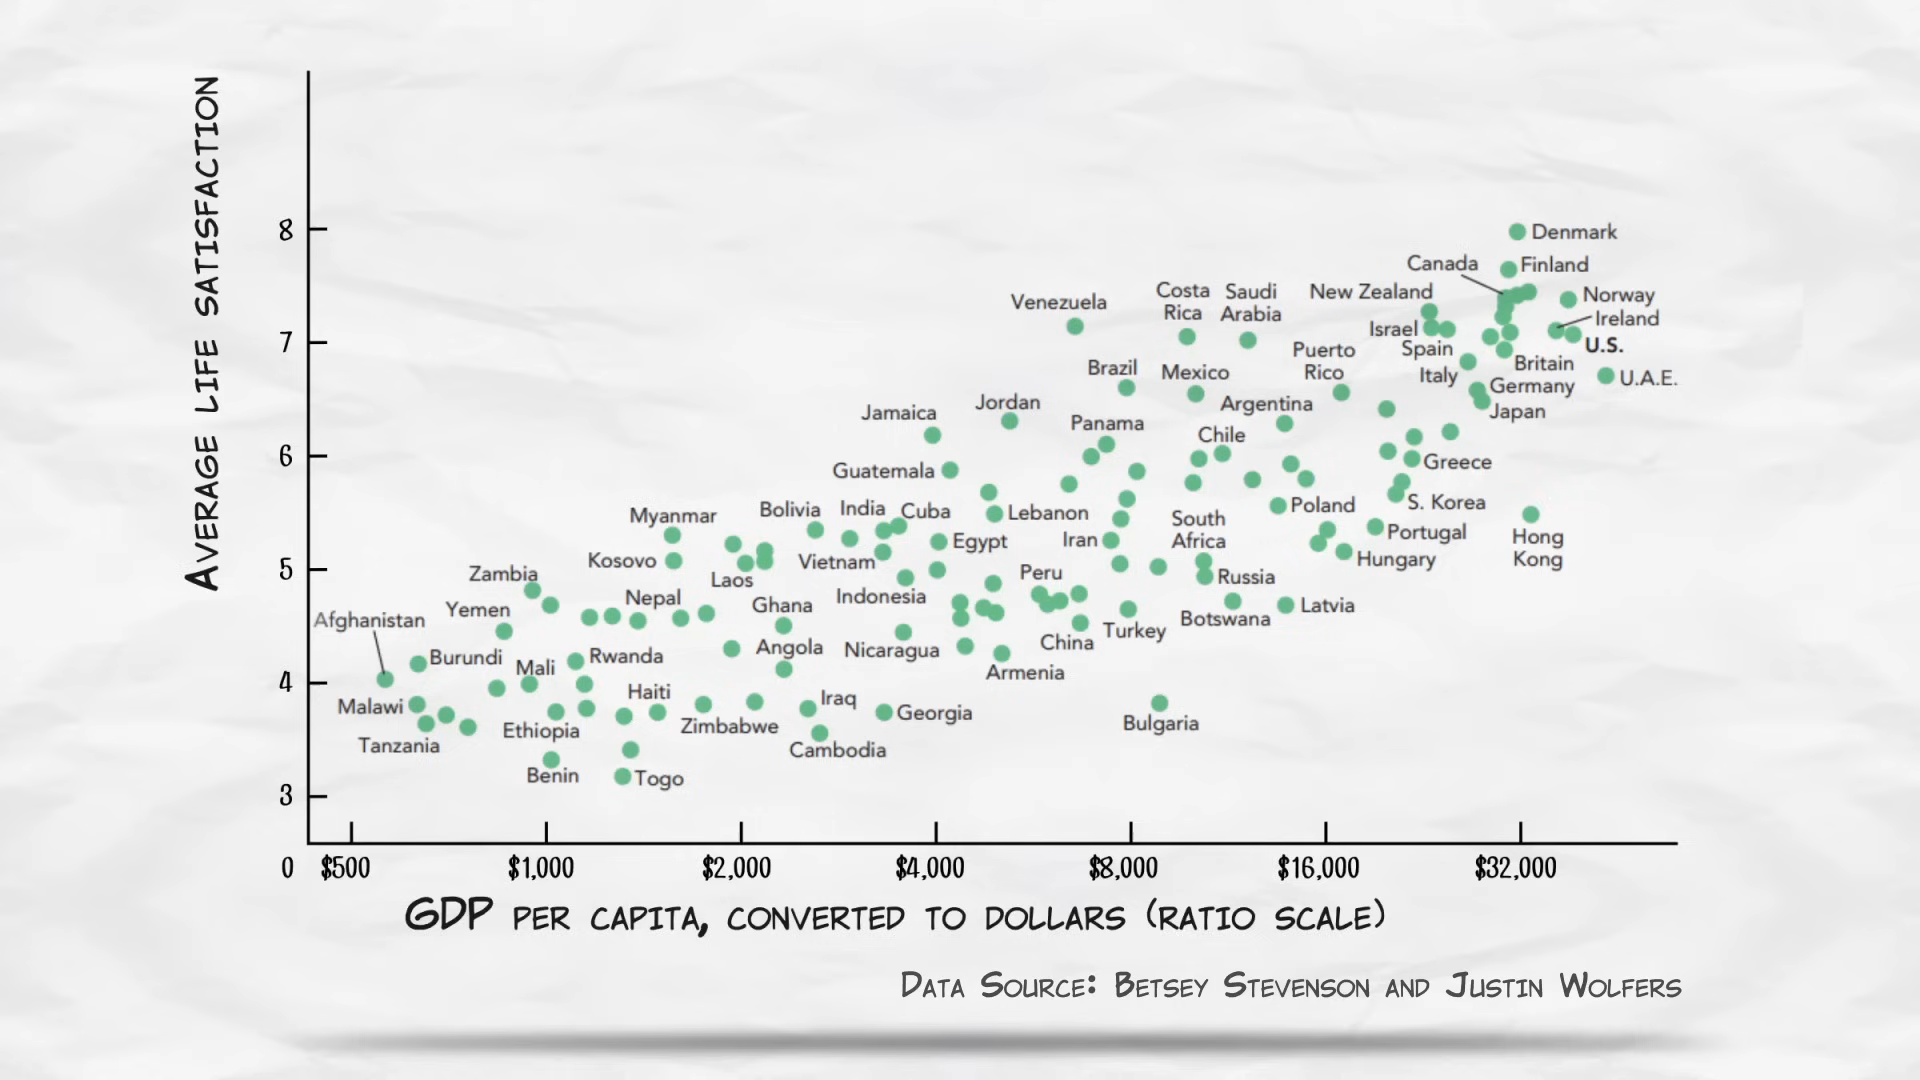 AVERAGE LIFE SATISFACTION
8
7
6
5
4
3
Denmark
Canada
Finland
Norway
Ireland
U.S.
New Zealand
Israel
Spain
Italy
Britain
Germany
Japan
U.A.E.
Venezuela
Costa
Rica
Saudi
Arabia
Puerto
Rico
Brazil
Mexico
Argentina
Jamaica
Jordan
Panama
Chile
Guatemala
Greece
Myanmar
Bolivia
India
Cuba
Lebanon
South
Africa
Poland
S. Korea
Portugal
Hungary
Hong
Kong
Kosovo
Laos
Vietnam
Egypt
Iran
Zambia
Yemen
Nepal
Ghana
Indonesia
Peru
Russia
Botswana
Latvia
Afghanistan
Burundi
Mali
Rwanda
Angola
Nicaragua
Armenia
China
Turkey
Malawi
Tanzania
Ethiopia
Haiti
Zimbabwe
Iraq
Cambodia
Georgia
Bulgaria
Benin
Togo
0 $500 $1,000 $2,000 $4,000 $8,000 $16,000 $32,000
GDP PER CAPITA, CONVERTED TO DOLLARS (RATIO SCALE)
DATA SOURCE: BETSEY STEVENSON AND JUSTIN WOLFERS